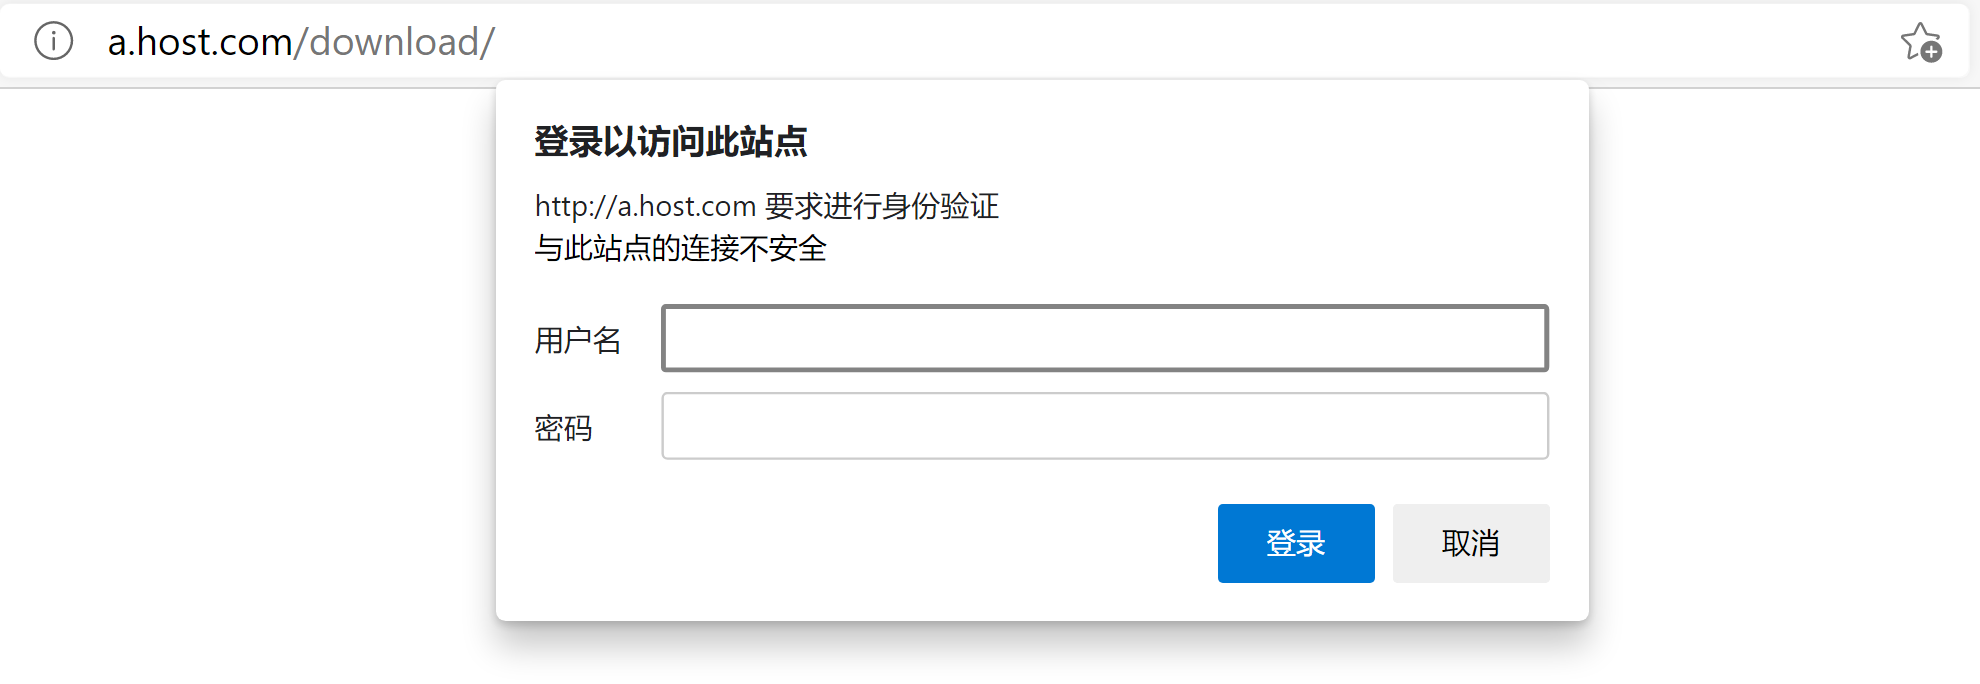 a.host.com/download/
登录以访问此站点
http://a.host.com 要求进行身份验证
与此站点的连接不安全
用户名
密码
登录 取消